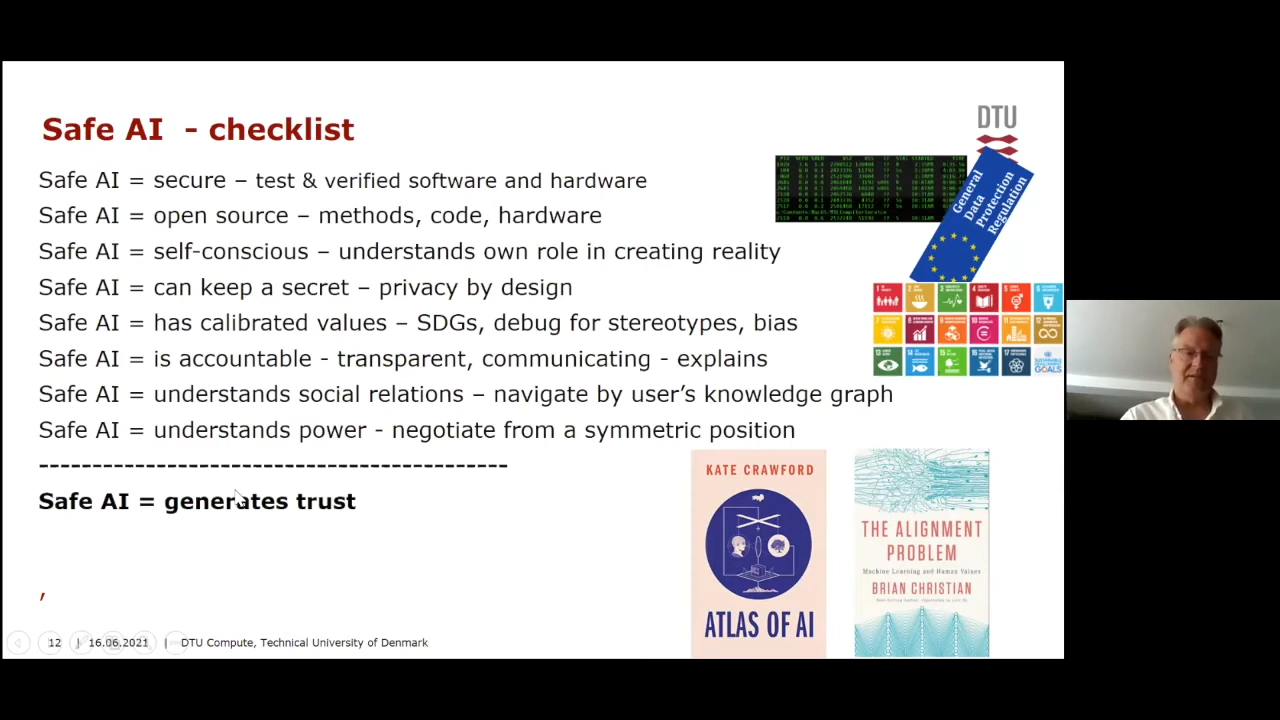 Safe AI - checklist
DTU
Safe AI = secure – test & verified software and hardware
Safe AI = open source – methods, code, hardware
Safe AI = self-conscious – understands own role in creating reality
Safe AI = can keep a secret – privacy by design
Safe AI = has calibrated values – SDGs, debug for stereotypes, bias
Safe AI = is accountable - transparent, communicating - explains
Safe AI = understands social relations – navigate by user's knowledge graph
Safe AI = understands power - negotiate from a symmetric position
--------------------------------------------
Safe AI = generates trust
General
Data
Protection
Regulation
SUSTAINABLE
DEVELOPMENT
GOALS
KATE CRAWFORD
ATLAS OF AI
THE ALIGNMENT
PROBLEM
Machine Learning and Human Values
BRIAN CHRISTIAN
,
12 | 16.06.2021 | DTU Compute, Technical University of Denmark